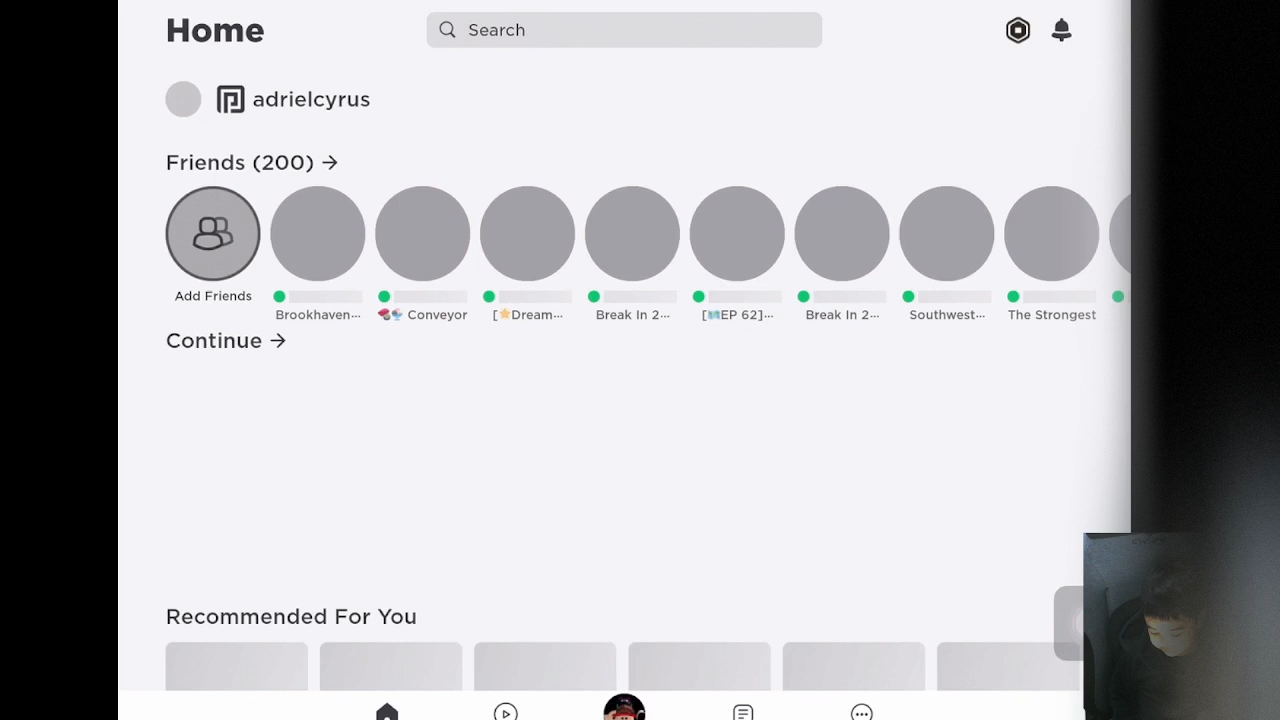 Home
Search
adrielcyrus
Friends (200) →
Add Friends
Brookhaven...
Conveyor
[⭐Dream...
Break In 2...
[🗺️EP 62]...
Break In 2...
Southwest...
The Strongest
Continue →
Recommended For You